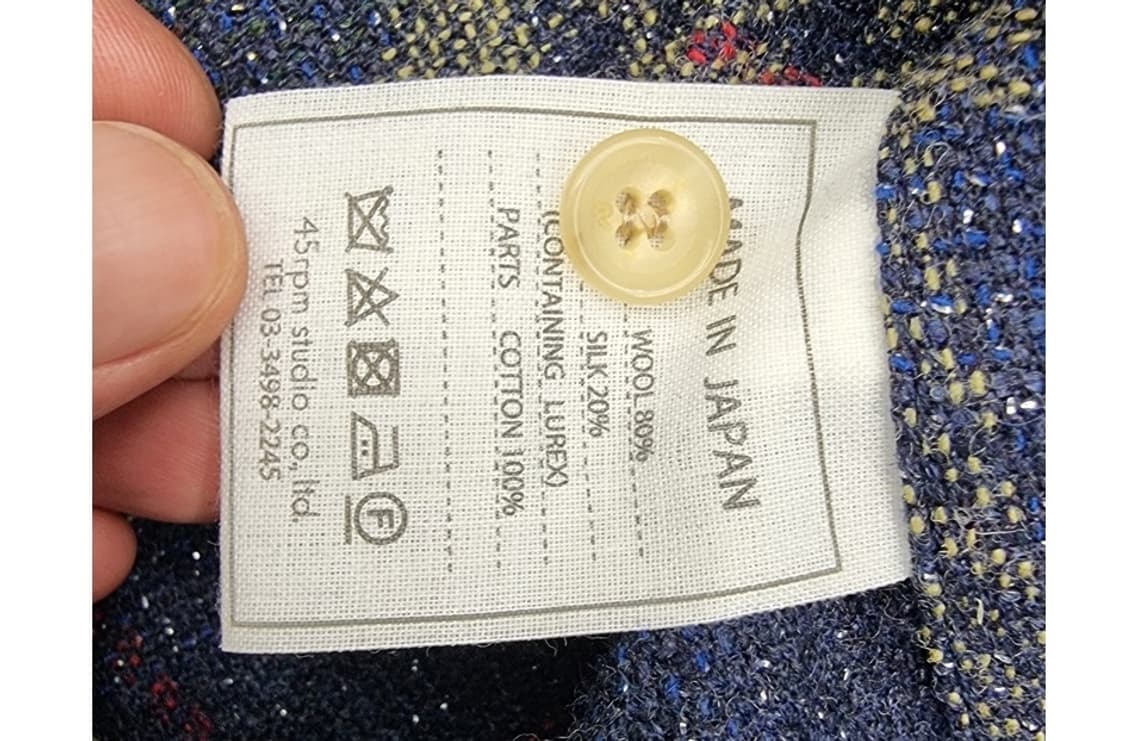 MADE IN JAPAN
WOOL 80%
SILK 20%
(CONTAINING LUREX)
PARTS COTTON 100%
F
45rpm studio co.,ltd.
TEL 03-3498-2245